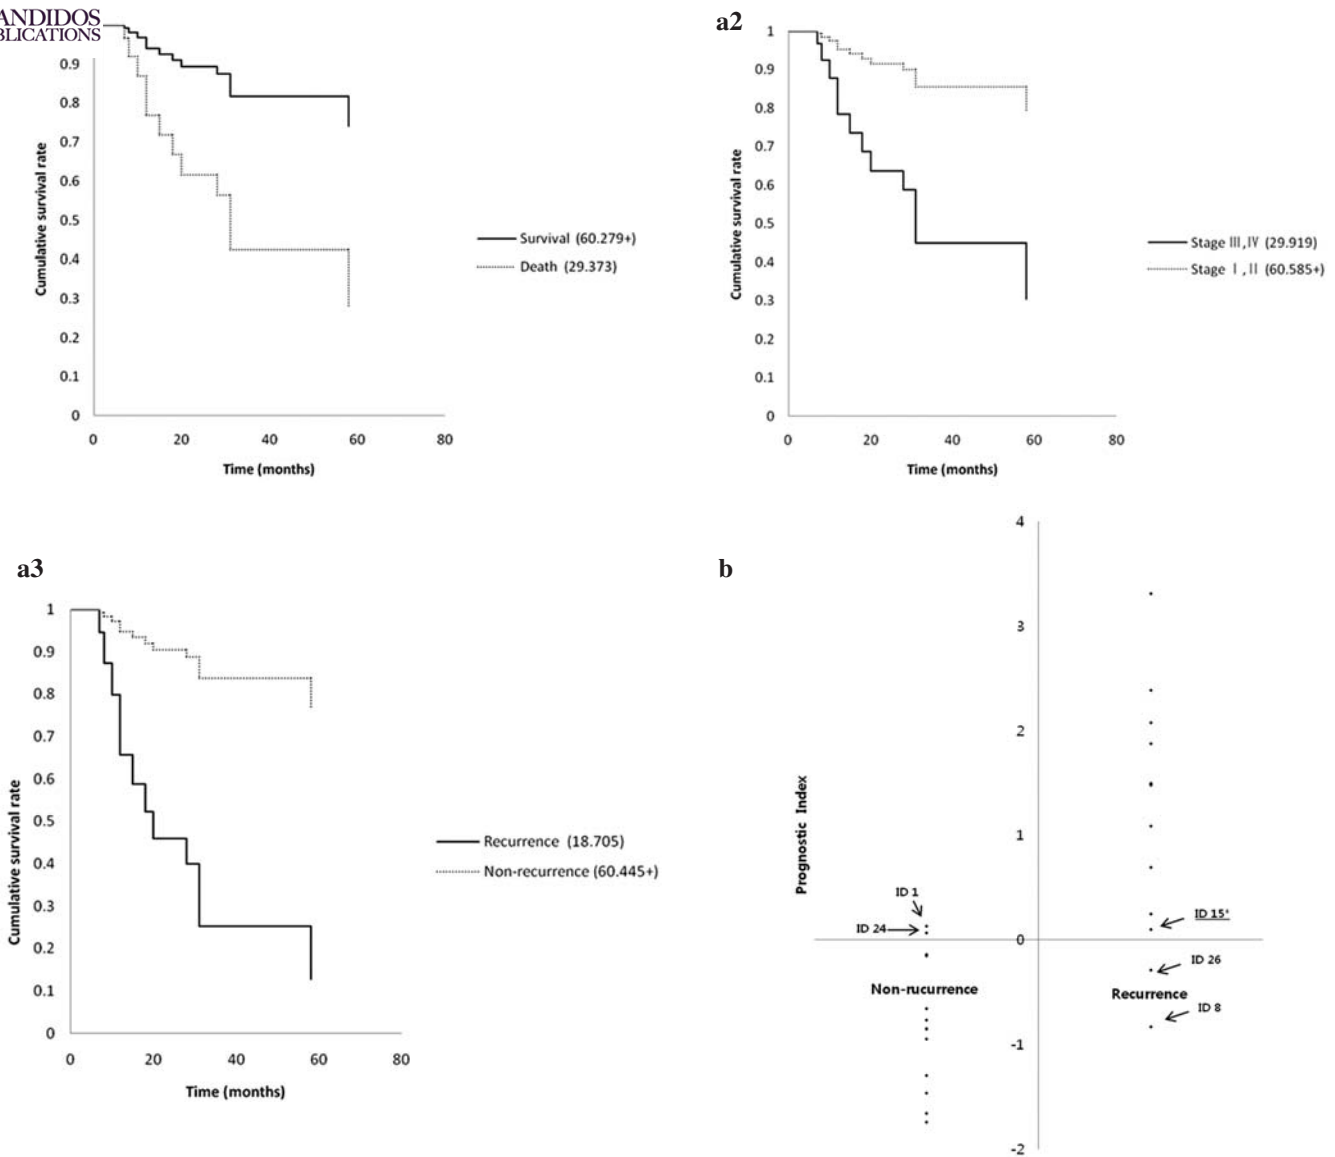 ANDIDOS
BLICATIONS
0.9
0.8
0.7
0.6
0.5
0.4
0.3
0.2
0.1
0
0 20 40 60 80
Cumulative survival rate
Time (months)
Survival (60.279+)
Death (29.373)
a2
1
0.9
0.8
0.7
0.6
0.5
0.4
0.3
0.2
0.1
0
0 20 40 60 80
Cumulative survival rate
Time (months)
Stage III,IV (29.919)
Stage I , II (60.585+)
a3
1
0.9
0.8
0.7
0.6
0.5
0.4
0.3
0.2
0.1
0
0 20 40 60 80
Cumulative survival rate
Time (months)
Recurrence (18.705)
Non-recurrence (60.445+)
b
4
3
2
1
0
-1
-2
Prognostic Index
ID 1
ID 24
Non-rucurrence
ID 15*
ID 26
Recurrence
ID 8